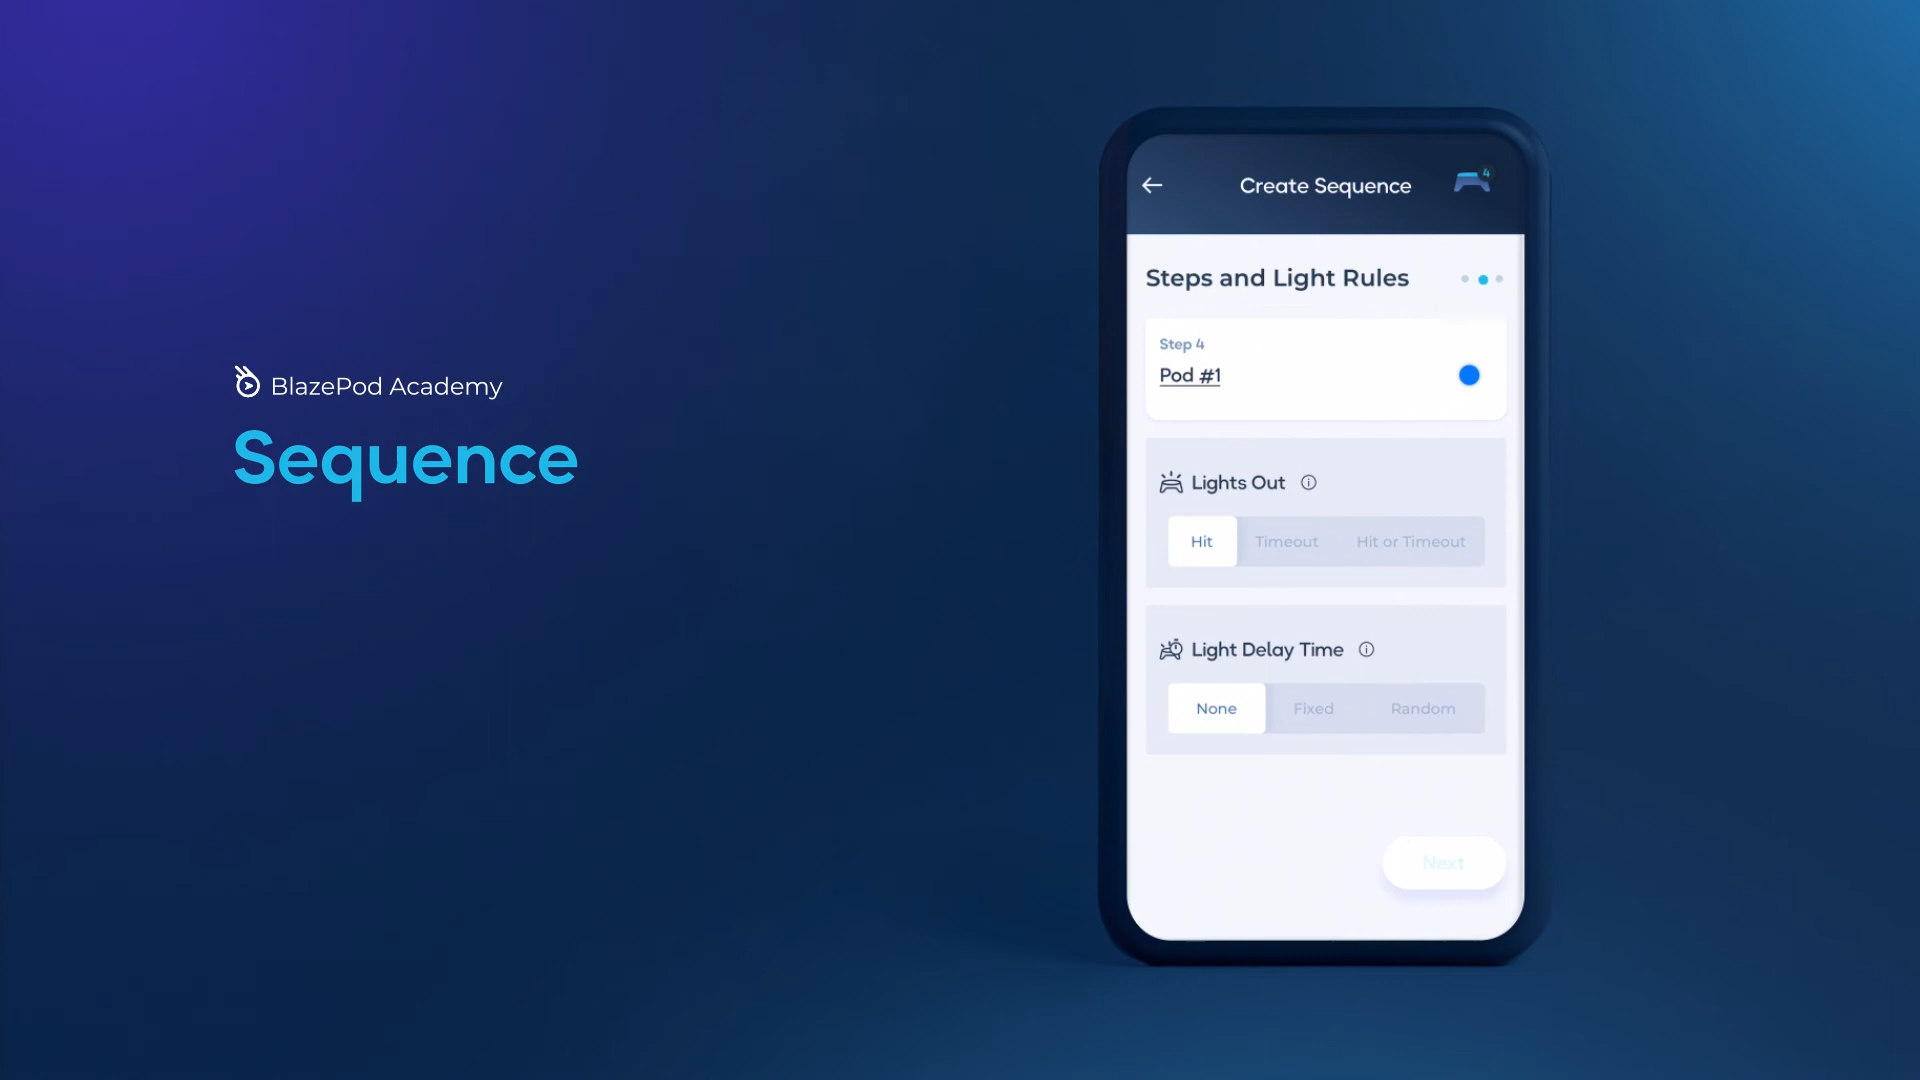 BlazePod Academy
Sequence
Create Sequence
4
Steps and Light Rules
Step 4
Pod #1
Lights Out
Hit
Timeout
Hit or Timeout
Light Delay Time
None
Fixed
Random
Next